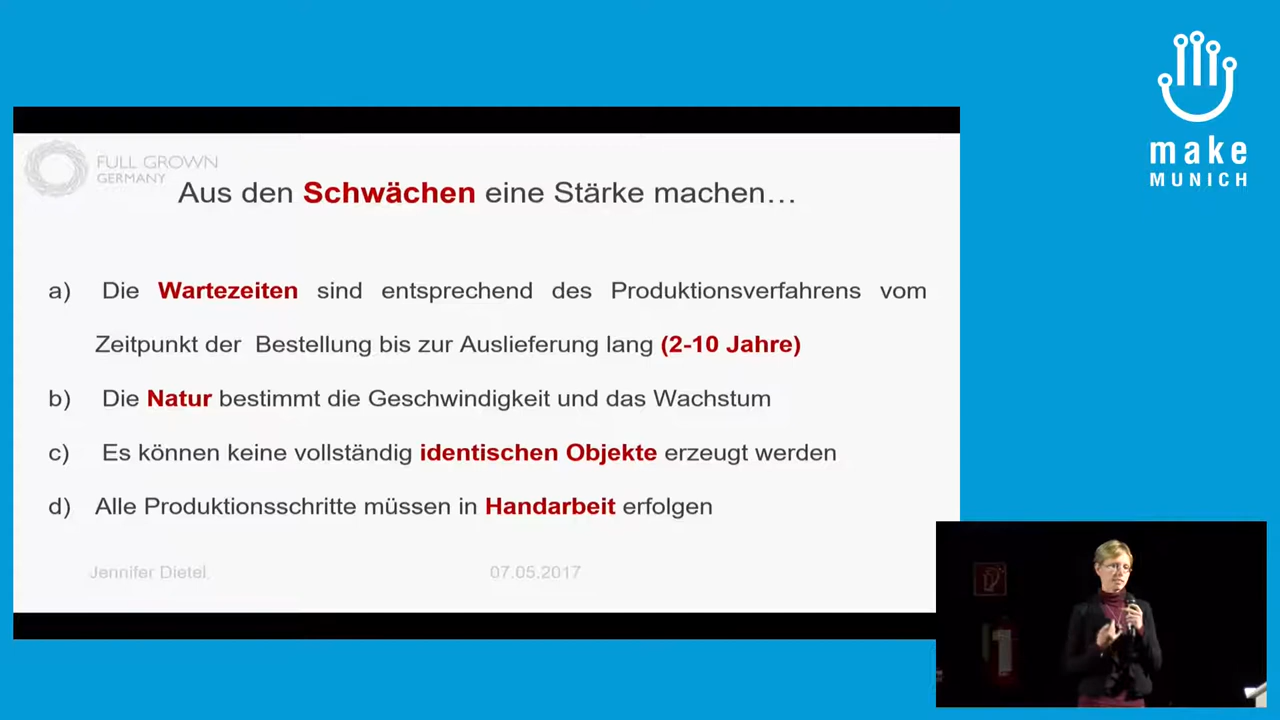 make
MUNICH
FULL GROWN
GERMANY
Aus den Schwächen eine Stärke machen…
a) Die Wartezeiten sind entsprechend des Produktionsverfahrens vom
Zeitpunkt der Bestellung bis zur Auslieferung lang (2-10 Jahre)
b) Die Natur bestimmt die Geschwindigkeit und das Wachstum
c) Es können keine vollständig identischen Objekte erzeugt werden
d) Alle Produktionsschritte müssen in Handarbeit erfolgen
Jennifer Dietel
07.05.2017